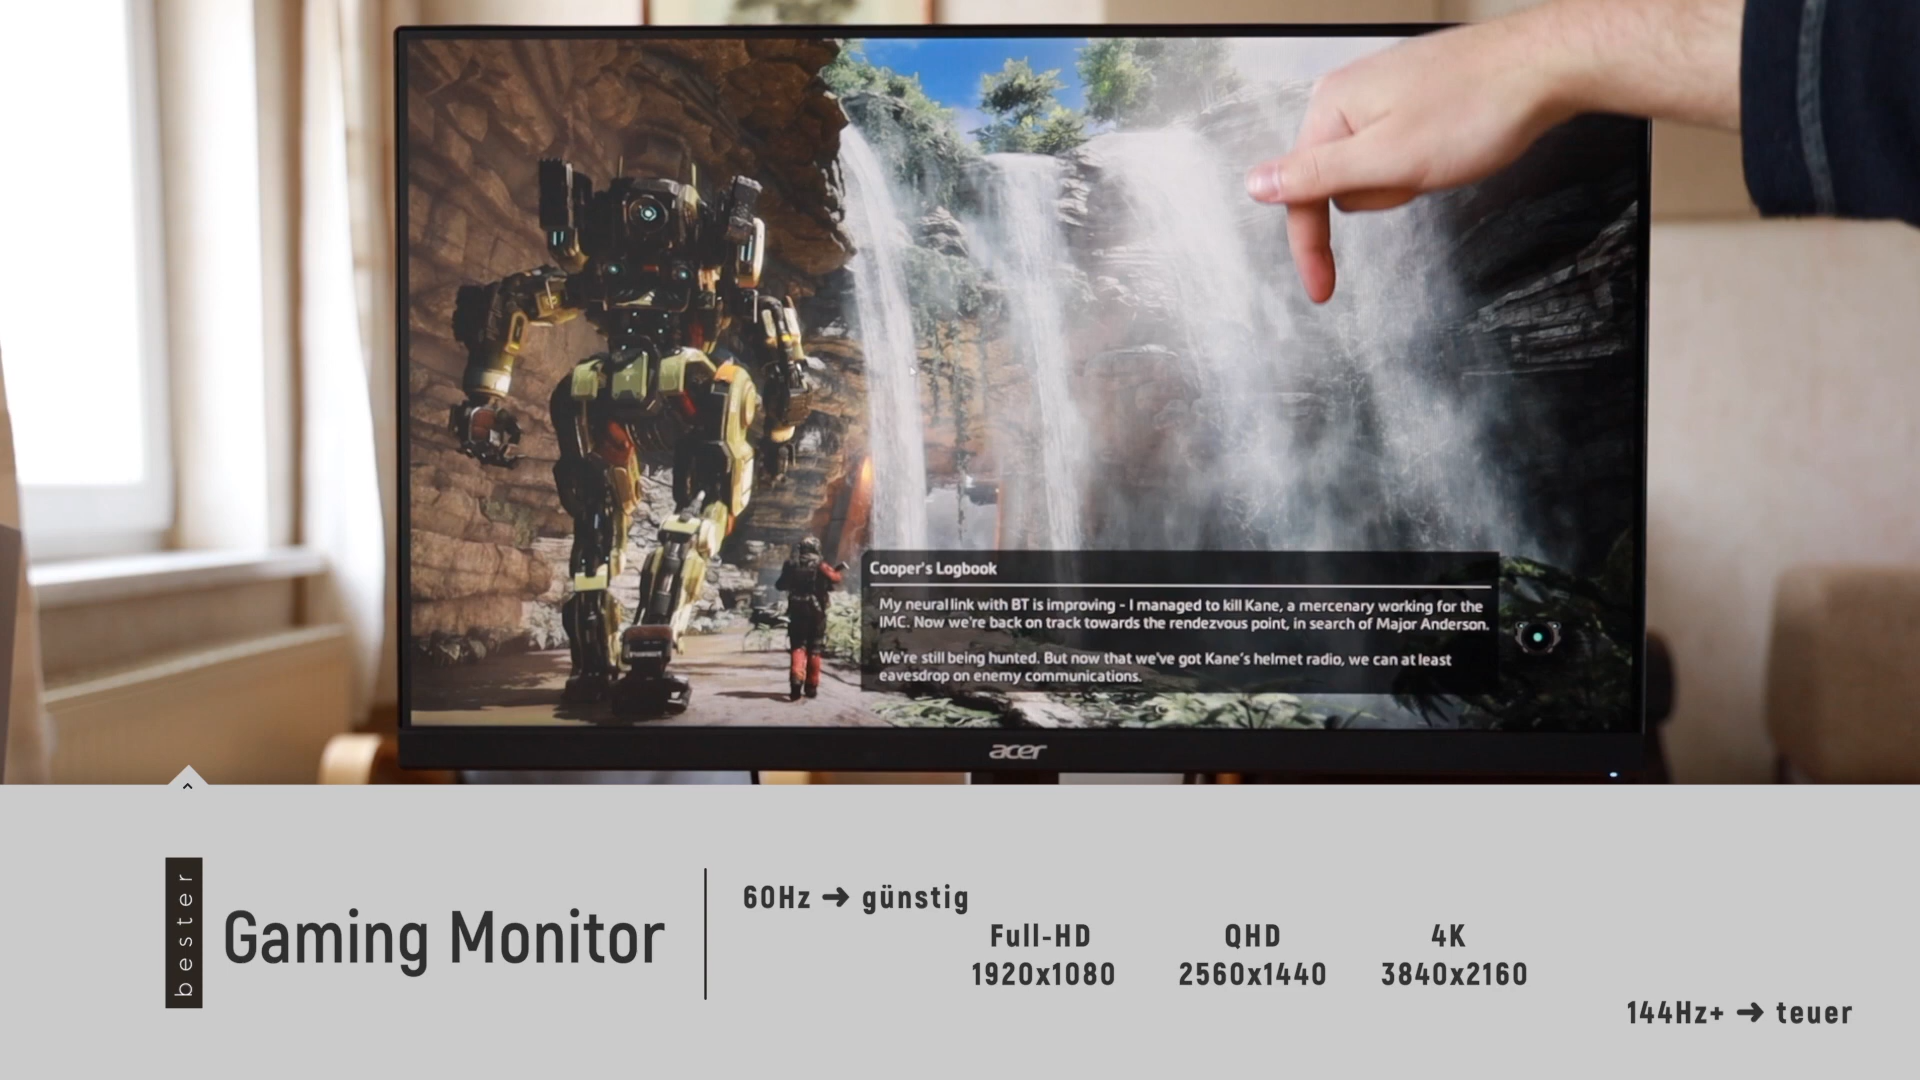 Cooper's Logbook
My neural link with BT is improving - I managed to kill Kane, a mercenary working for the
IMC. Now we're back on track towards the rendezvous point, in search of Major Anderson.
We're still being hunted. But now that we've got Kane's helmet radio, we can at least
eavesdrop on enemy communications.
acer
bester
Gaming Monitor
60Hz ➜ günstig
Full-HD QHD 4K
1920x1080 2560x1440 3840x2160
144Hz+ ➜ teuer